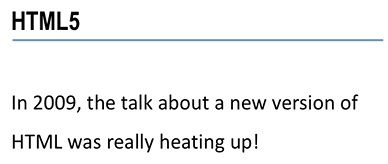 HTML5
In 2009, the talk about a new version of
HTML was really heating up!